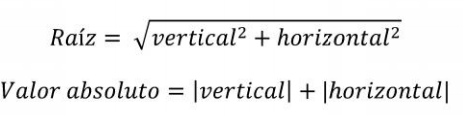 Raíz = √vertical² + horizontal²
Valor absoluto = |vertical| + |horizontal|